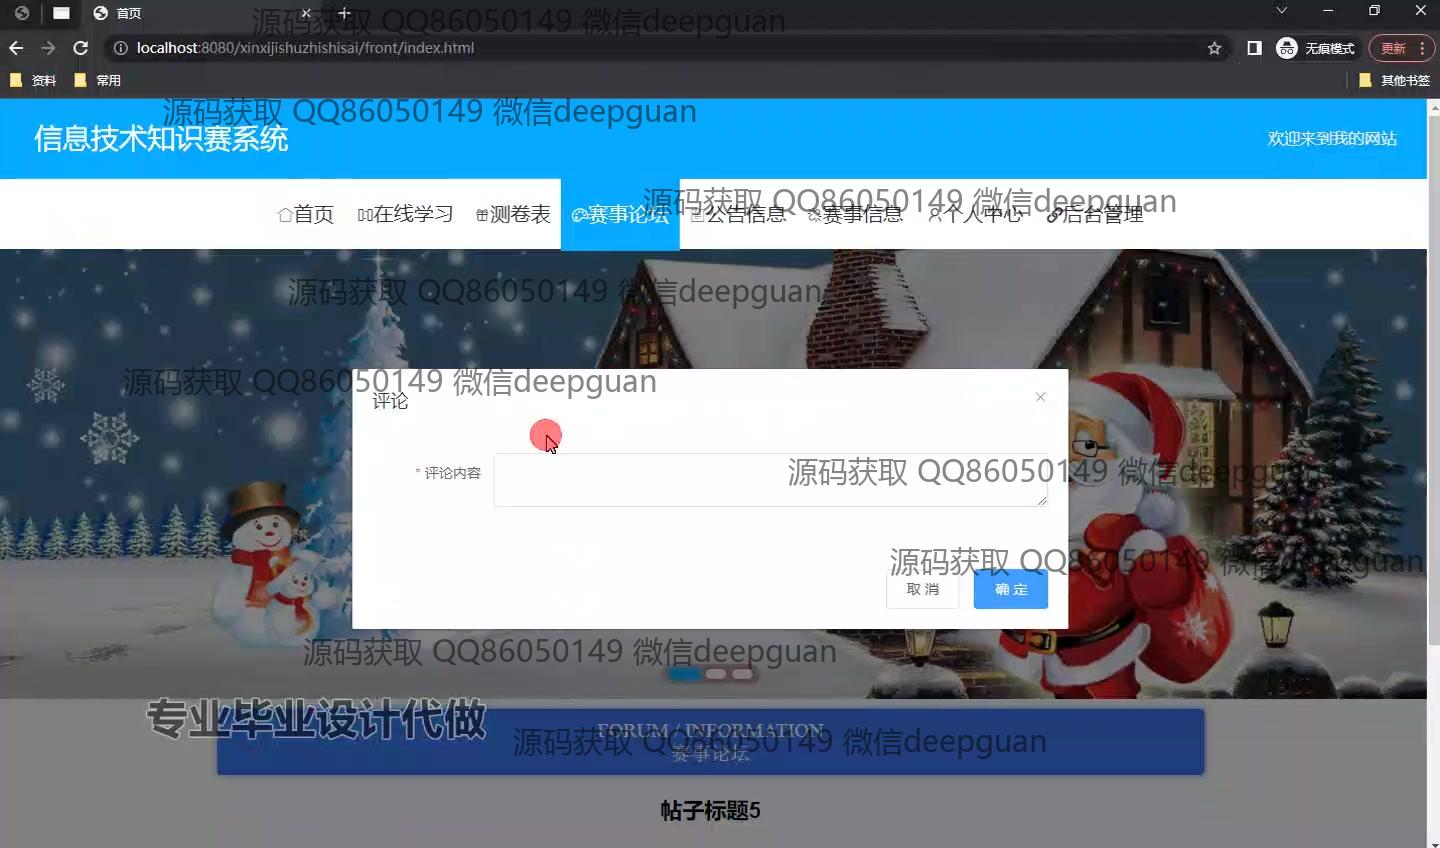 首页
源码获取 QQ86050149 微信deepguan
localhost:8080/xinxijishuzhishisai/front/index.html
无痕模式
更新
资料
常用
其他书签
源码获取 QQ86050149 微信deepguan
信息技术知识赛系统
欢迎来到我的网站
源码获取 QQ86050149 微信deepguan
首页
在线学习
测卷表
赛事论坛
公告信息
赛事信息
个人中心
后台管理
源码获取 QQ86050149 微信deepguan
源码获取 QQ86050149 微信deepguan
评论
* 评论内容
源码获取 QQ86050149 微信deepguan
源码获取 QQ86050149 微信deepguan
取 消
确 定
源码获取 QQ86050149 微信deepguan
专业毕业设计代做
FORUM / INFORMATION
源码获取 QQ86050149 微信deepguan
赛事论坛
帖子标题5